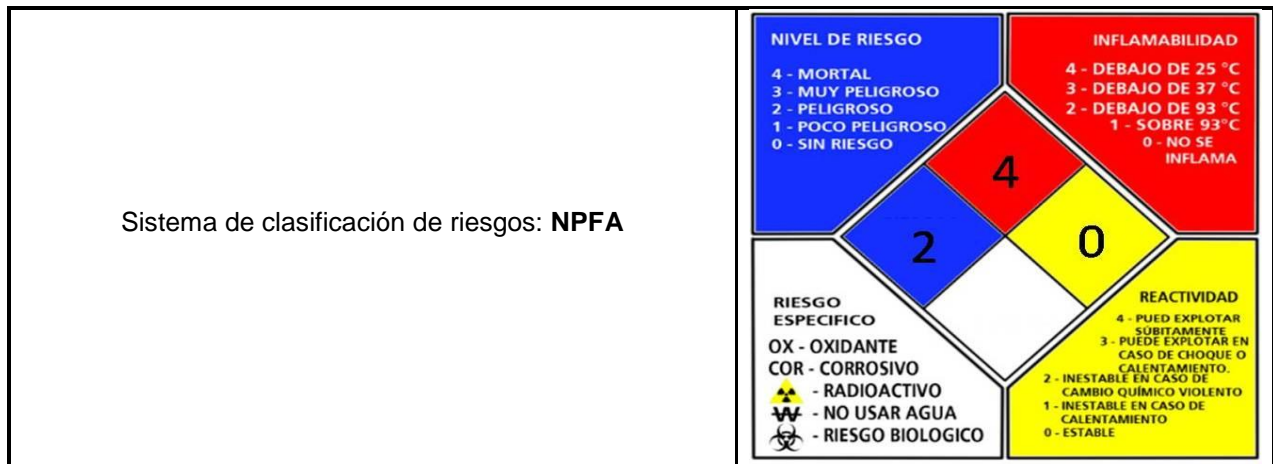 Sistema de clasificación de riesgos: NPFA
NIVEL DE RIESGO
4 - MORTAL
3 - MUY PELIGROSO
2 - PELIGROSO
1 - POCO PELIGROSO
0 - SIN RIESGO
INFLAMABILIDAD
4 - DEBAJO DE 25 °C
3 - DEBAJO DE 37 °C
2 - DEBAJO DE 93 °C
1 - SOBRE 93°C
0 - NO SE
INFLAMA
4
2
0
RIESGO
ESPECIFICO
OX - OXIDANTE
COR - CORROSIVO
- RADIOACTIVO
W - NO USAR AGUA
- RIESGO BIOLOGICO
REACTIVIDAD
4 - PUED EXPLOTAR
SÚBITAMENTE
3 - PUEDE EXPLOTAR EN
CASO DE CHOQUE O
CALENTAMIENTO.
2 - INESTABLE EN CASO DE
CAMBIO QUÍMICO VIOLENTO
1 - INESTABLE EN CASO DE
CALENTAMIENTO
0 - ESTABLE